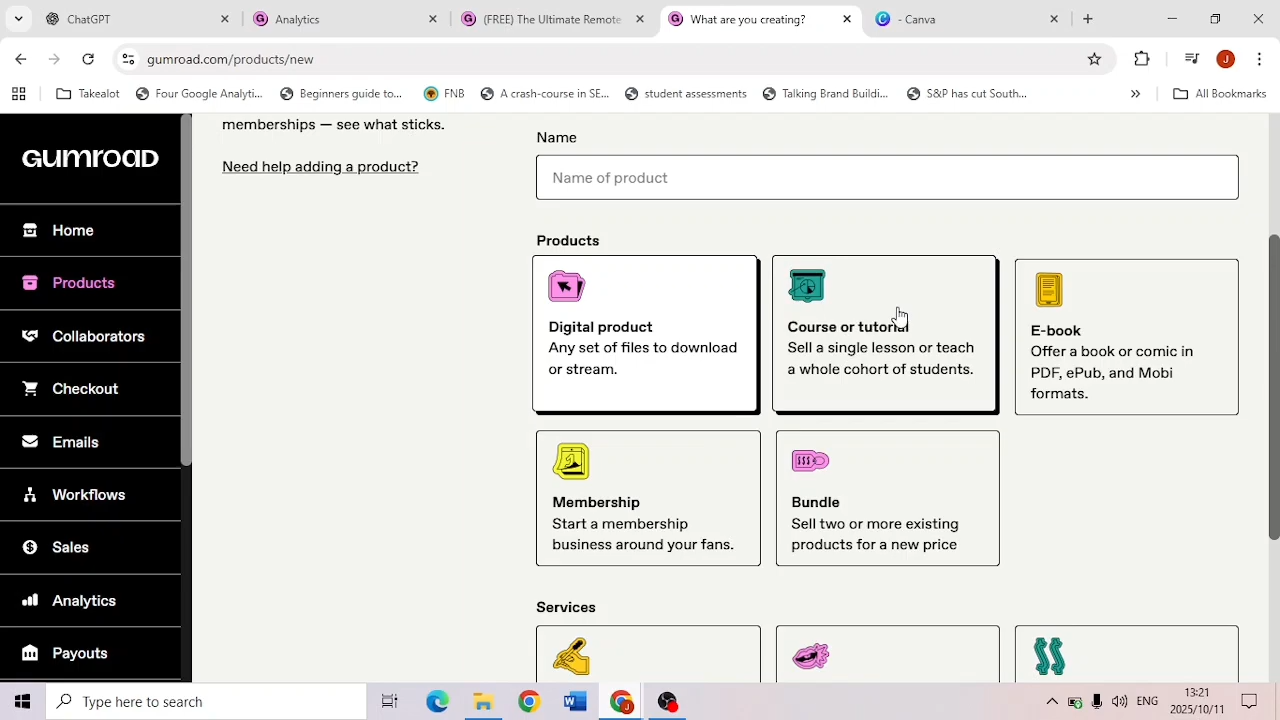 ChatGPT
Analytics
(FREE) The Ultimate Remote
What are you creating?
- Canva
gumroad.com/products/new
J
Takealot
Four Google Analyti...
Beginners guide to...
FNB
A crash-course in SE...
student assessments
Talking Brand Buildi...
S&P has cut South...
All Bookmarks
GUMROAD
Home
Products
Collaborators
Checkout
Emails
Workflows
Sales
Analytics
Payouts
memberships — see what sticks.
Need help adding a product?
Name
Name of product
Products
Digital product
Any set of files to download
or stream.
Course or tutorial
Sell a single lesson or teach
a whole cohort of students.
E-book
Offer a book or comic in
PDF, ePub, and Mobi
formats.
Membership
Start a membership
business around your fans.
Bundle
Sell two or more existing
products for a new price
Services
Type here to search
ENG
13:21
2025/10/11